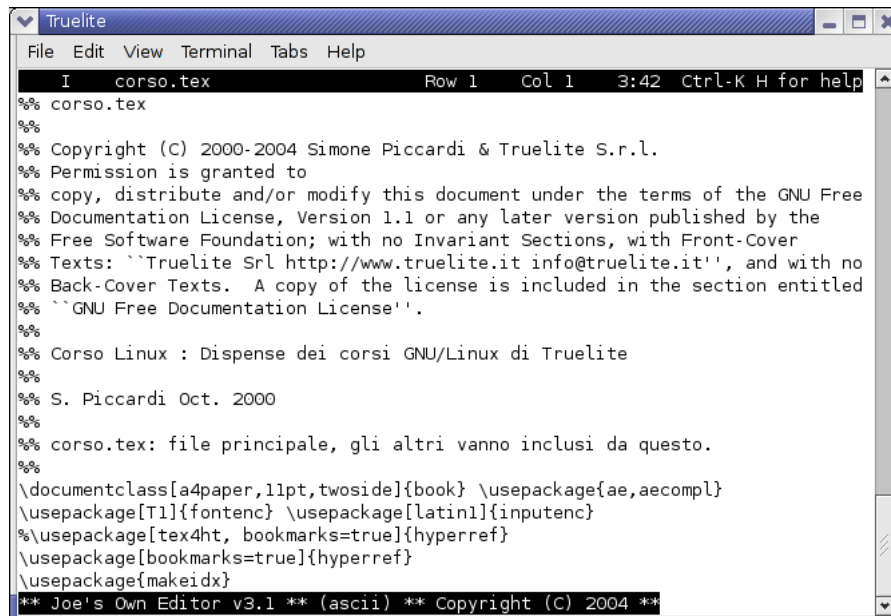 Truelite
File Edit View Terminal Tabs Help
I corso.tex Row 1 Col 1 3:42 Ctrl-K H for help
%% corso.tex
%%
%% Copyright (C) 2000-2004 Simone Piccardi & Truelite S.r.l.
%% Permission is granted to
%% copy, distribute and/or modify this document under the terms of the GNU Free
%% Documentation License, Version 1.1 or any later version published by the
%% Free Software Foundation; with no Invariant Sections, with Front-Cover
%% Texts: ``Truelite Srl http://www.truelite.it info@truelite.it'', and with no
%% Back-Cover Texts.  A copy of the license is included in the section entitled
%% ``GNU Free Documentation License''.
%%
%% Corso Linux : Dispense dei corsi GNU/Linux di Truelite
%%
%% S. Piccardi Oct. 2000
%%
%% corso.tex: file principale, gli altri vanno inclusi da questo.
%%
\documentclass[a4paper,11pt,twoside]{book} \usepackage{ae,aecompl}
\usepackage[T1]{fontenc} \usepackage[latin1]{inputenc}
%\usepackage[tex4ht, bookmarks=true]{hyperref}
\usepackage[bookmarks=true]{hyperref}
\usepackage{makeidx}
** Joe's Own Editor v3.1 ** (ascii) ** Copyright (C) 2004 **